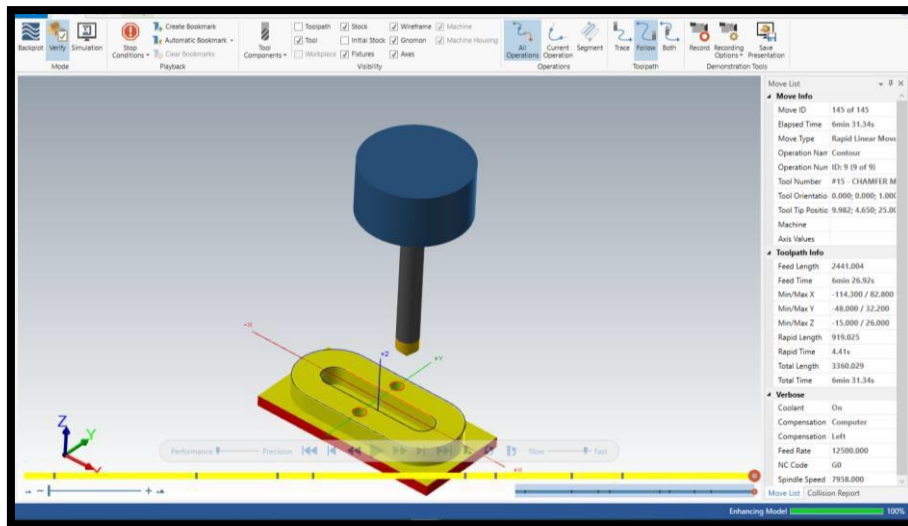 Backplot Verify Simulation
Mode
Stop Conditions
Create Bookmark
Automatic Bookmark
Clear Bookmarks
Playback
Tool Components
Toolpath Stock Wireframe Machine
Tool Initial Stock Gnomon Machine Housing
Workpiece Fixtures Axes
Visibility
All Operations
Current Operation
Segment
Operations
Trace Follow Both
Toolpath
Record
Recording Options
Save Presentation
Demonstration Tools
Move List
Move Info
Move ID 145 of 145
Elapsed Time 6min 31.34s
Move Type Rapid Linear Move
Operation Nam Contour
Operation Num ID: 9 (9 of 9)
Tool Number #15 - CHAMFER M
Tool Orientatio 0.000; 0.000; 1.000
Tool Tip Positio 9.982; 4.650; 25.00
Machine
Axis Values
Toolpath Info
Feed Length 2441.004
Feed Time 6min 26.92s
Min/Max X -114.300 / 82.800
Min/Max Y -48.000 / 32.200
Min/Max Z -15.000 / 26.000
Rapid Length 919.025
Rapid Time 4.41s
Total Length 3360.029
Total Time 6min 31.34s
Verbose
Coolant On
Compensation Computer
Compensation Left
Feed Rate 12500.000
NC Code G0
Spindle Speed 7958.000
Move List Collision Report
-X
+Z
+Y
+X
Z
Y
Performance Precision
Slow Fast
Enhancing Model 100%